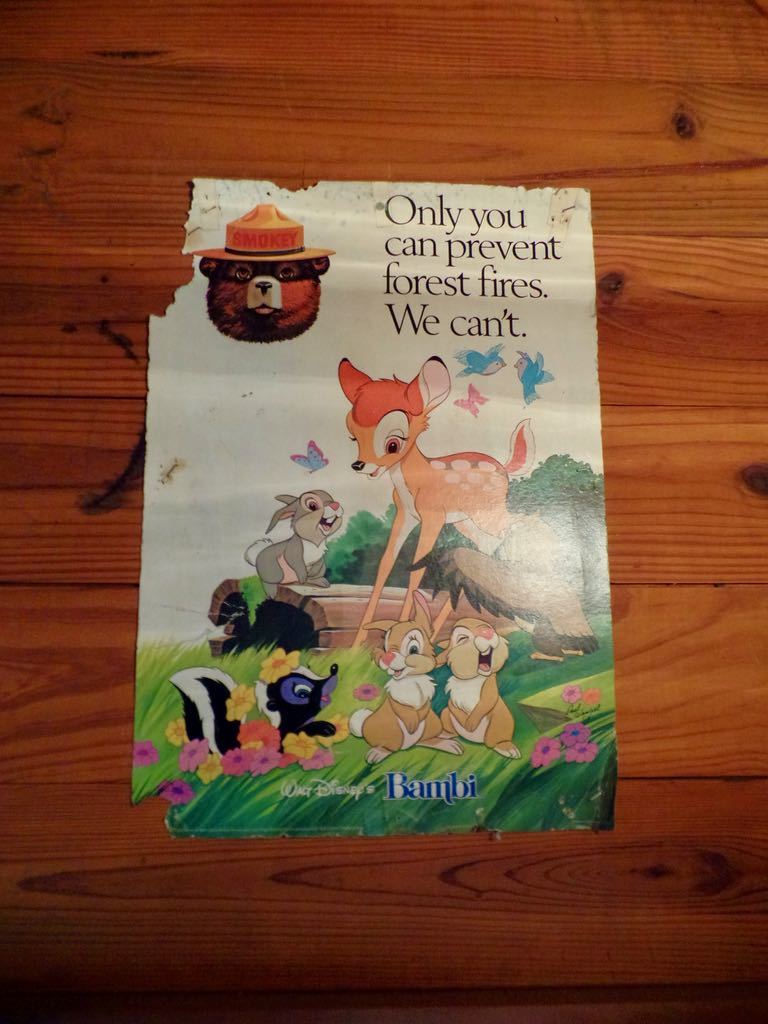 SMOKEY
Only you
can prevent
forest fires.
We can't.
Walt Disney's Bambi